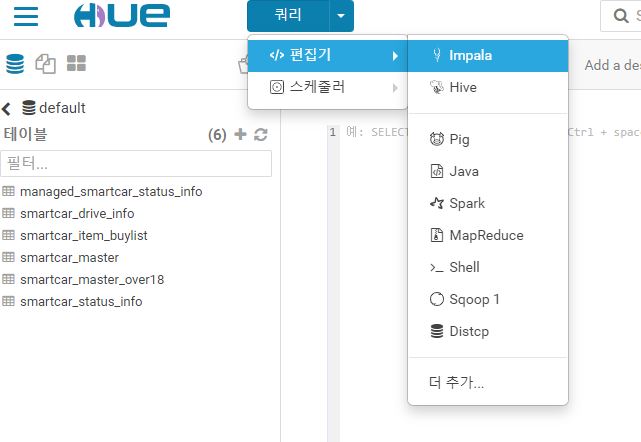 HUE
쿼리
S
편집기
스케줄러
Impala
Hive
Pig
Java
Spark
MapReduce
Shell
Sqoop 1
Distcp
더 추가...
Add a des
default
테이블 (6)
필터...
managed_smartcar_status_info
smartcar_drive_info
smartcar_item_buylist
smartcar_master
smartcar_master_over18
smartcar_status_info
1 예: SELECT Ctrl + spac